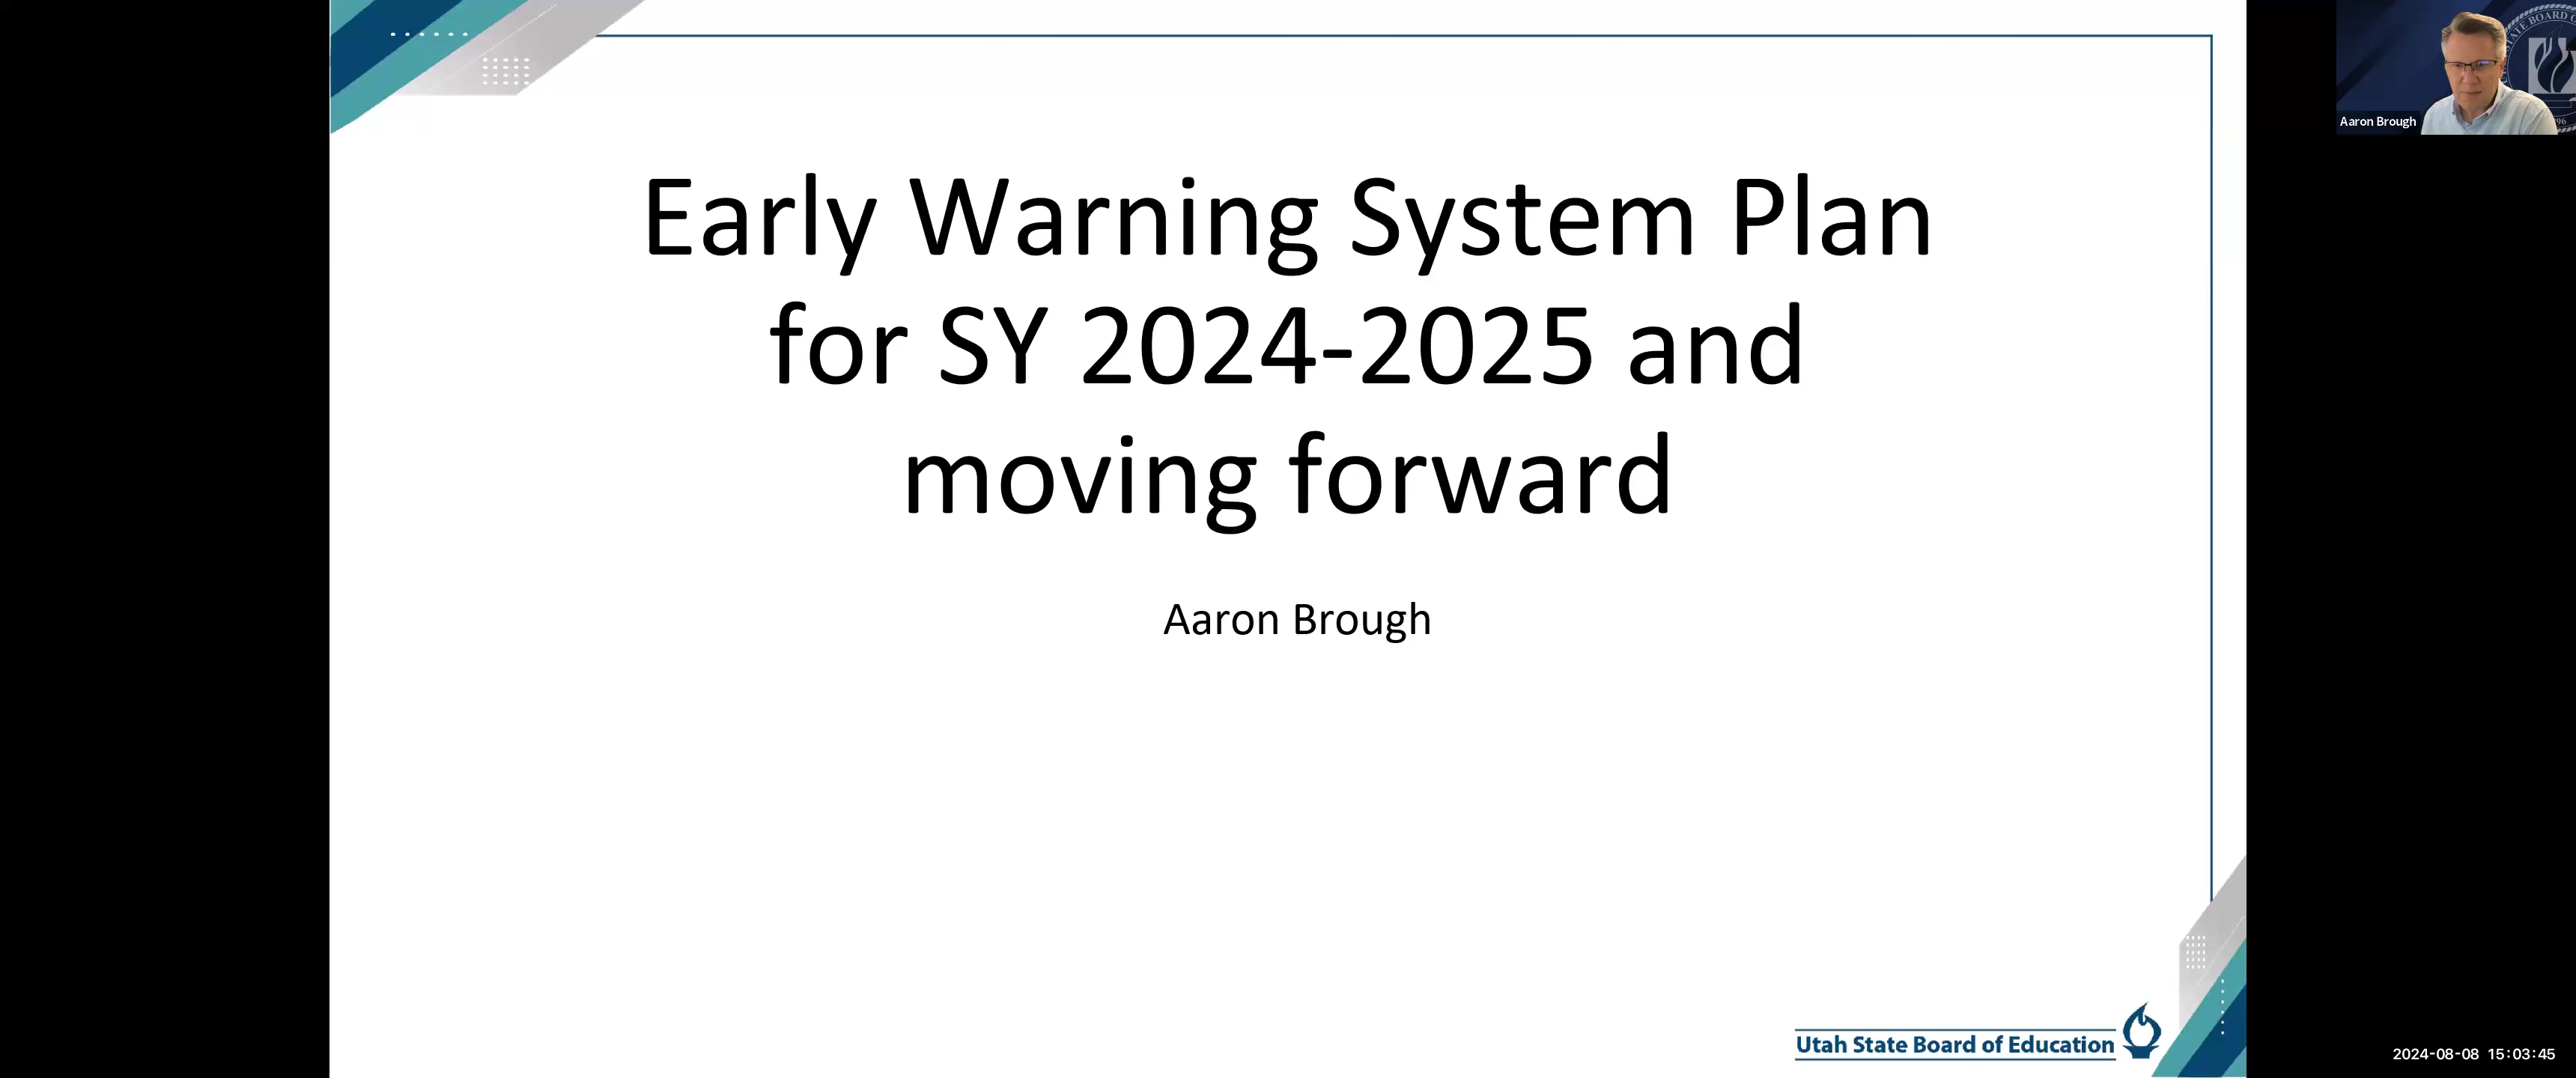 Early Warning System Plan
for SY 2024-2025 and
moving forward
Aaron Brough
Utah State Board of Education
Aaron Brough
2024-08-08 15:03:45